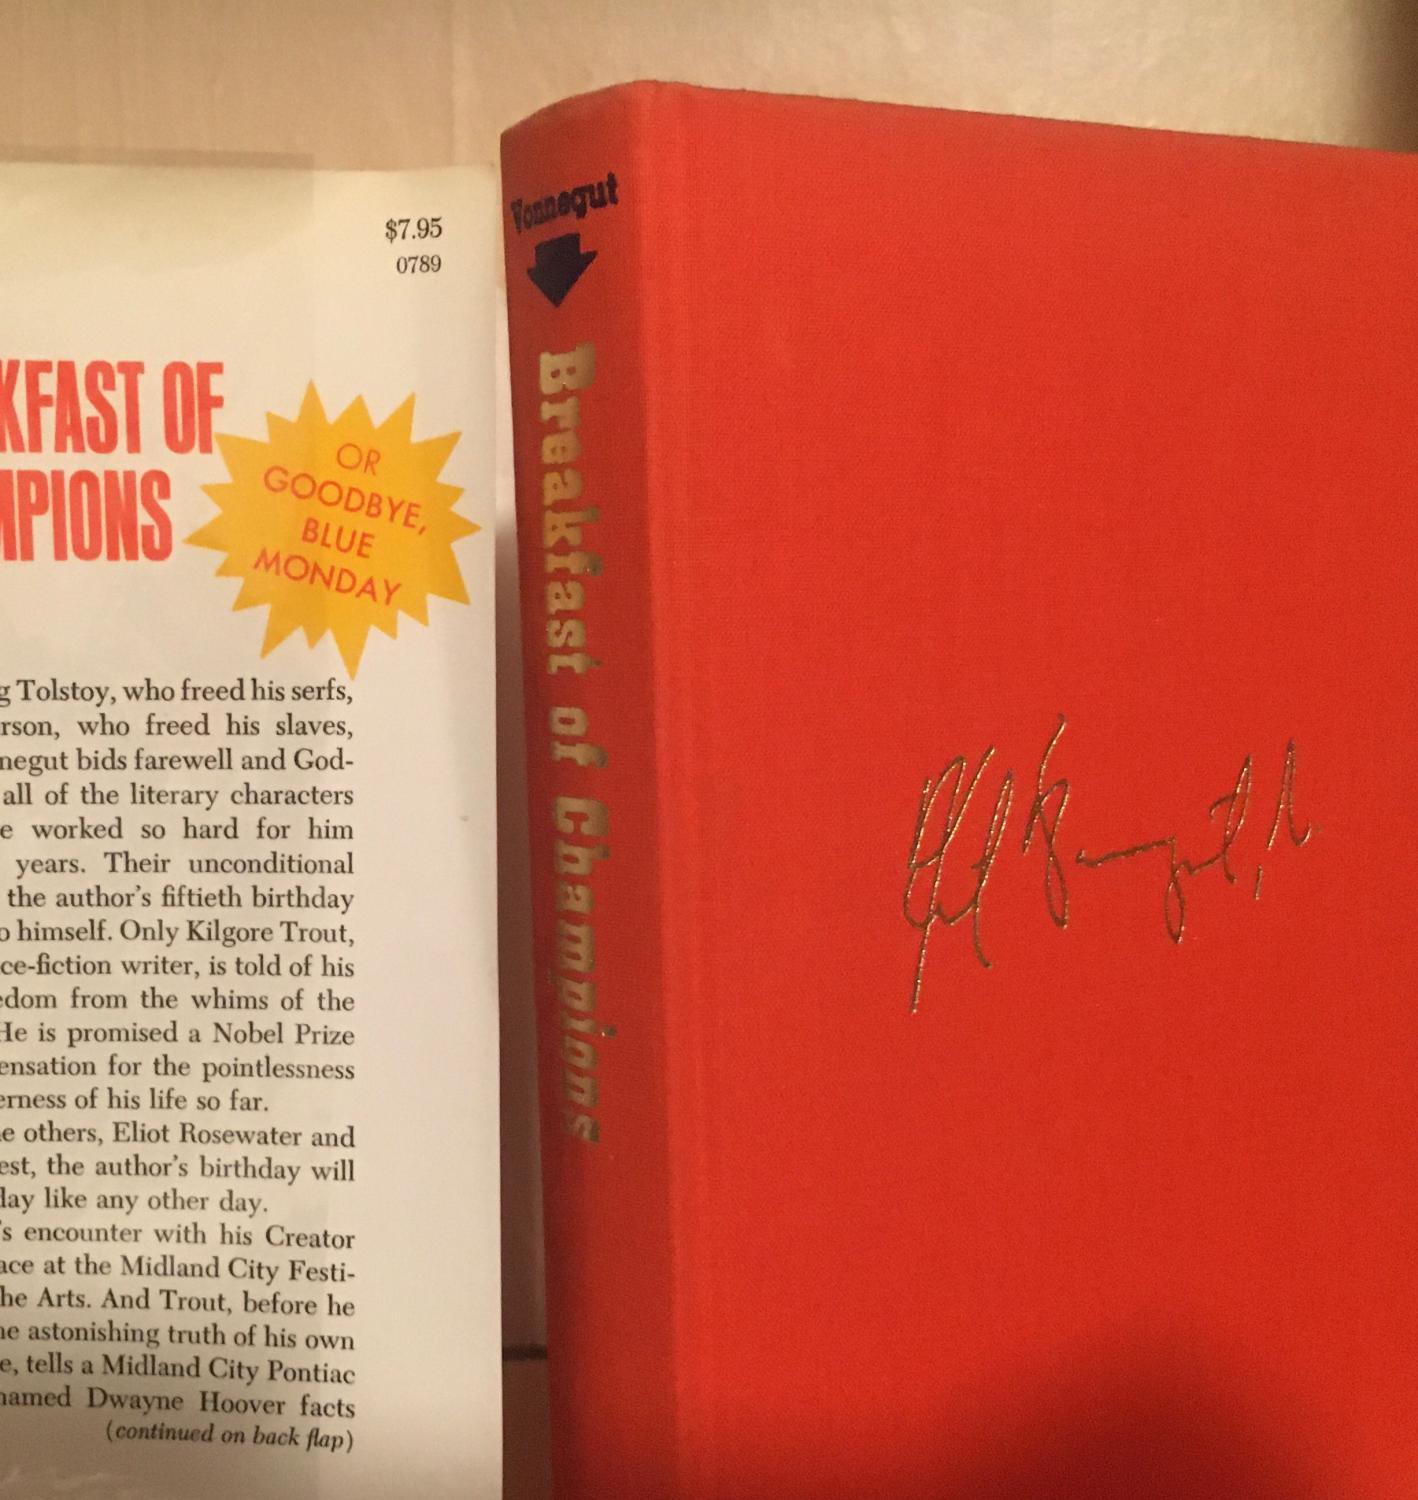 $7.95
0789
KFAST OF
MPIONS
OR
GOODBYE,
BLUE
MONDAY
g Tolstoy, who freed his serfs,
rson, who freed his slaves,
negut bids farewell and God-
all of the literary characters
e worked so hard for him
years. Their unconditional
the author's fiftieth birthday
o himself. Only Kilgore Trout,
ce-fiction writer, is told of his
edom from the whims of the
He is promised a Nobel Prize
ensation for the pointlessness
erness of his life so far.
e others, Eliot Rosewater and
est, the author's birthday will
lay like any other day.
's encounter with his Creator
ace at the Midland City Festi-
he Arts. And Trout, before he
ne astonishing truth of his own
e, tells a Midland City Pontiac
named Dwayne Hoover facts
(continued on back flap)
Vonnegut
Breakfast of Champions